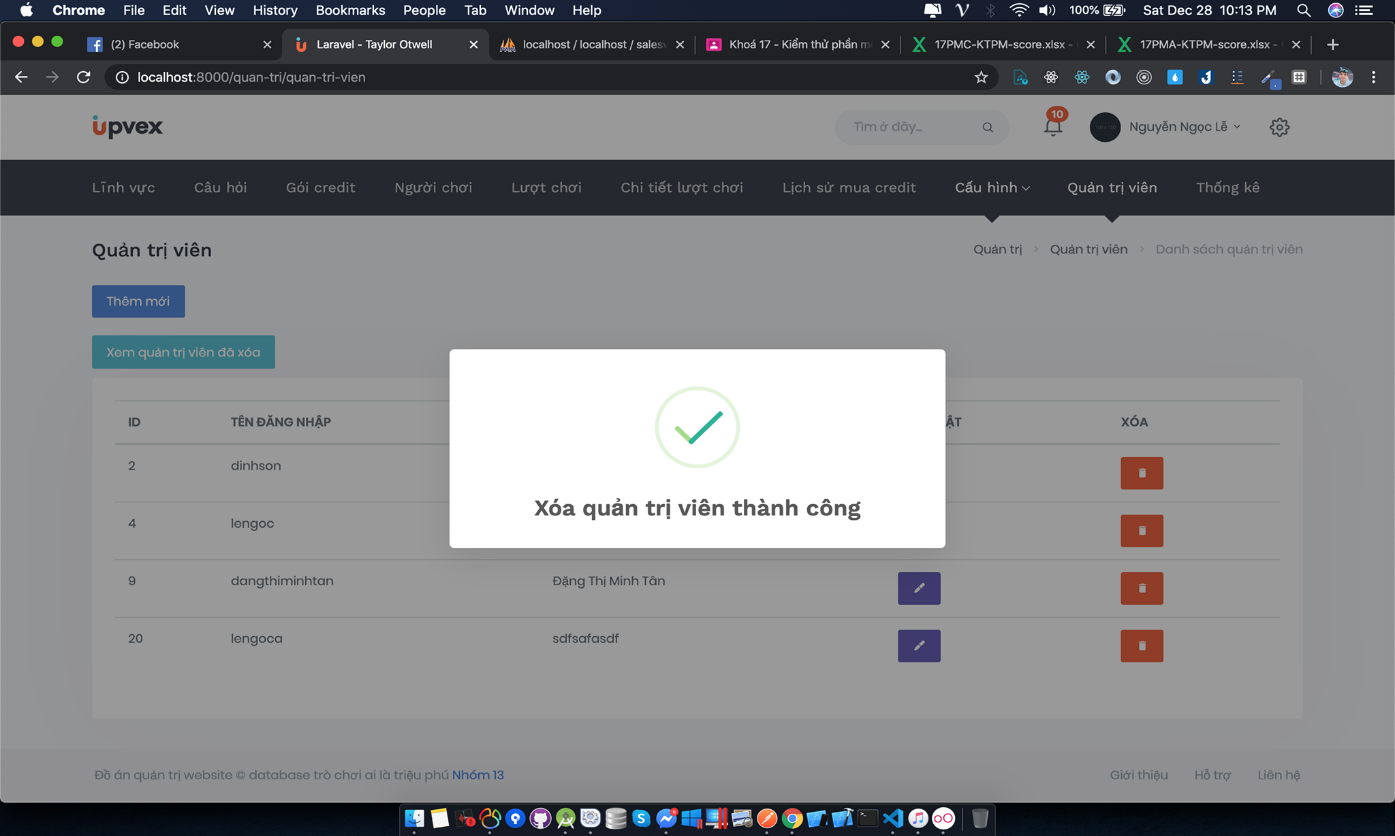 Chrome File Edit View History Bookmarks People Tab Window Help 100% Sat Dec 28 10:13 PM
(2) Facebook Laravel - Taylor Otwell localhost / localhost / salesw Khoá 17 - Kiểm thử phần m 17PMC-KTPM-score.xlsx - 17PMA-KTPM-score.xlsx -
localhost:8000/quan-tri/quan-tri-vien
upvex Tìm ở đây... 10 Nguyễn Ngọc Lễ
Lĩnh vực Câu hỏi Gói credit Người chơi Lượt chơi Chi tiết lượt chơi Lịch sử mua credit Cấu hình Quản trị viên Thống kê
Quản trị viên Quản trị Quản trị viên Danh sách quản trị viên
Thêm mới
Xem quản trị viên đã xóa
ID TÊN ĐĂNG NHẬP ẬT XÓA
2 dinhson
4 lengoc
Xóa quản trị viên thành công
9 dangthiminhtan Đặng Thị Minh Tân
20 lengoca sdfsafasdf
Đồ án quản trị website © database trò chơi ai là triệu phú Nhóm 13 Giới thiệu Hỗ trợ Liên hệ